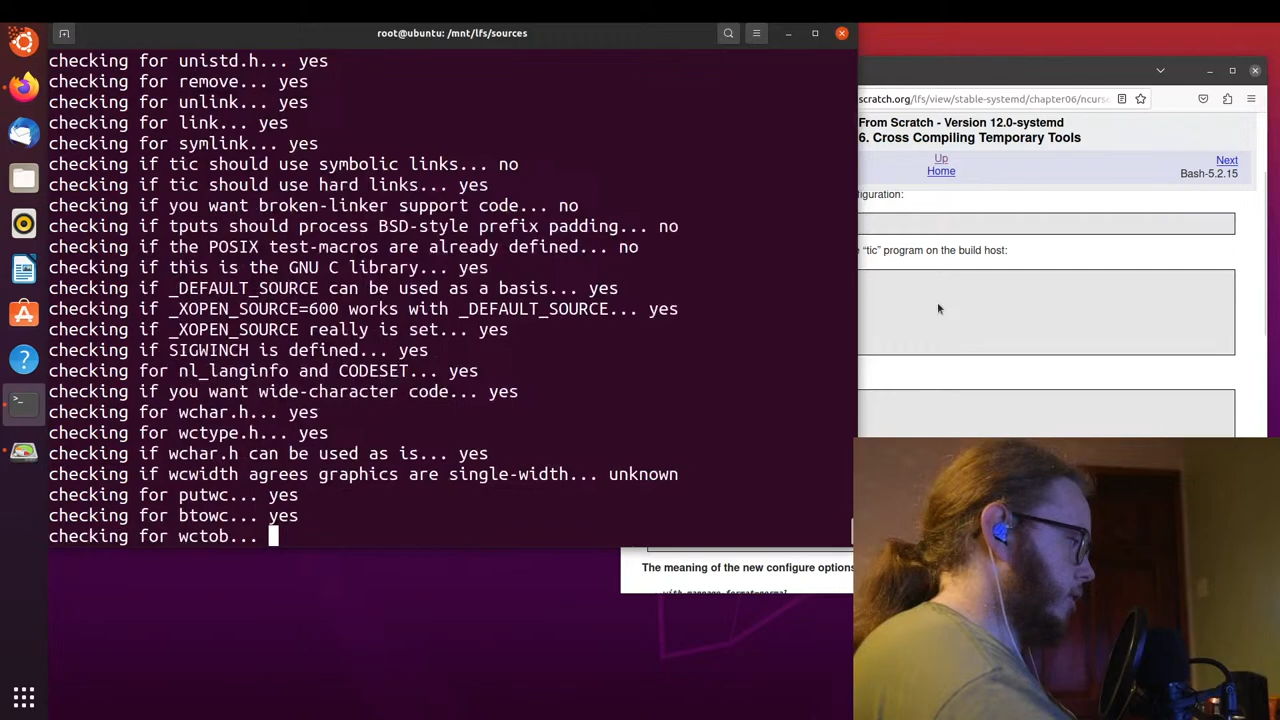 root@ubuntu: /mnt/lfs/sources
checking for unistd.h... yes
checking for remove... yes
checking for unlink... yes
checking for link... yes
checking for symlink... yes
checking if tic should use symbolic links... no
checking if tic should use hard links... yes
checking if you want broken-linker support code... no
checking if tputs should process BSD-style prefix padding... no
checking if the POSIX test-macros are already defined... no
checking if this is the GNU C library... yes
checking if _DEFAULT_SOURCE can be used as a basis... yes
checking if _XOPEN_SOURCE=600 works with _DEFAULT_SOURCE... yes
checking if _XOPEN_SOURCE really is set... yes
checking if SIGWINCH is defined... yes
checking for nl_langinfo and CODESET... yes
checking if you want wide-character code... yes
checking for wchar.h... yes
checking for wctype.h... yes
checking if wchar.h can be used as is... yes
checking if wcwidth agrees graphics are single-width... unknown
checking for putwc... yes
checking for btowc... yes
checking for wctob...
scratch.org/lfs/view/stable-systemd/chapter06/ncurs
From Scratch - Version 12.0-systemd
6. Cross Compiling Temporary Tools
Up
Home
Next
Bash-5.2.15
figuration:
“tic” program on the build host:
The meaning of the new configure options